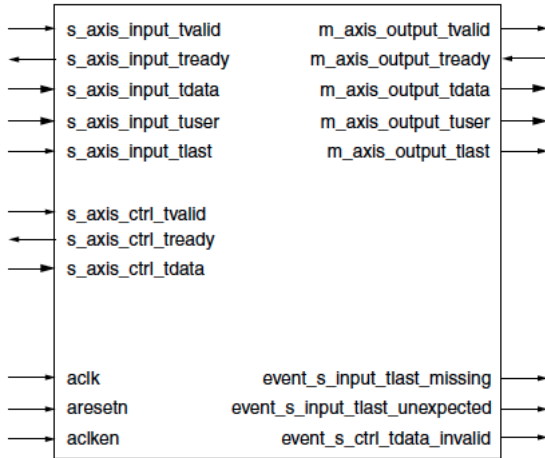 s_axis_input_tvalid m_axis_output_tvalid
s_axis_input_tready m_axis_output_tready
s_axis_input_tdata m_axis_output_tdata
s_axis_input_tuser m_axis_output_tuser
s_axis_input_tlast m_axis_output_tlast
s_axis_ctrl_tvalid
s_axis_ctrl_tready
s_axis_ctrl_tdata
aclk event_s_input_tlast_missing
aresetn event_s_input_tlast_unexpected
aclken event_s_ctrl_tdata_invalid